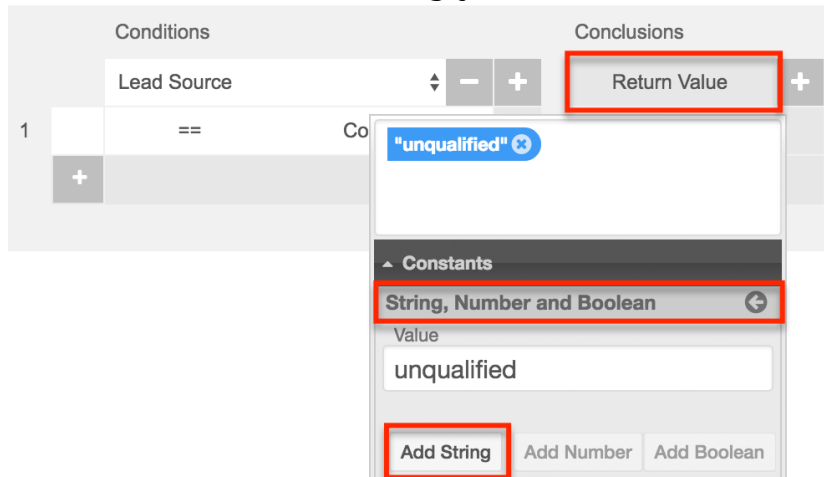 Conditions Conclusions
Lead Source Return Value
1 == Co
"unqualified"
Constants
String, Number and Boolean
Value
unqualified
Add String Add Number Add Boolean